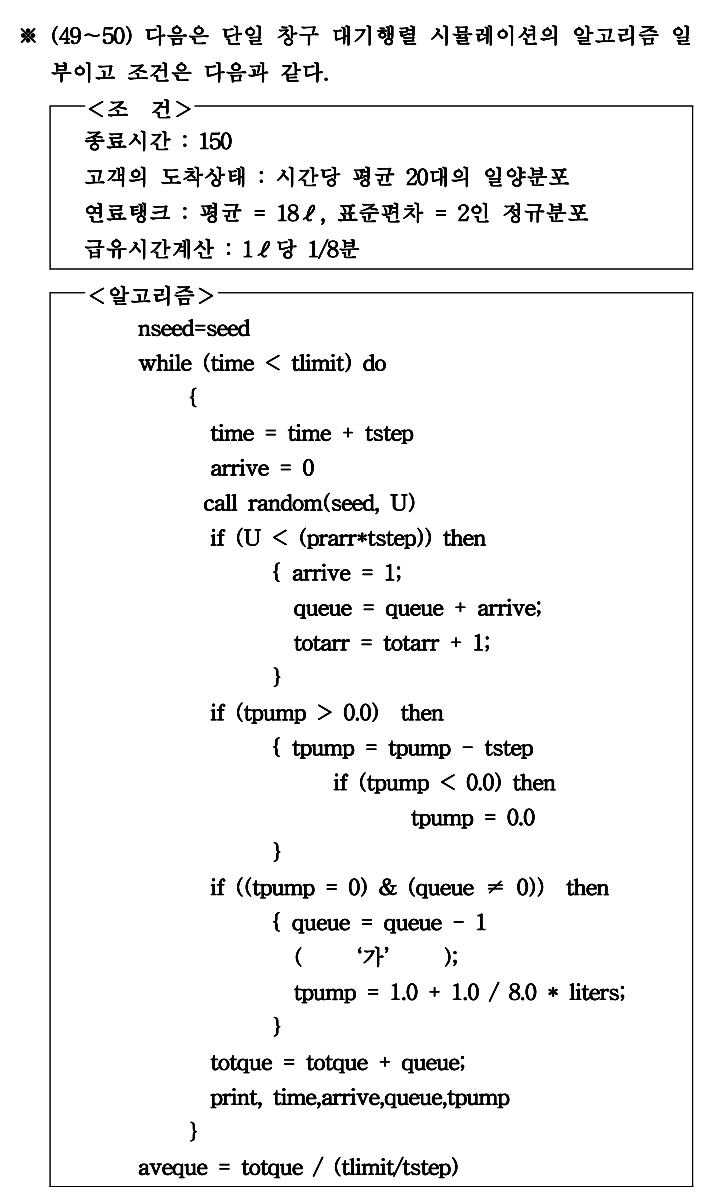 ※ (49~50) 다음은 단일 창구 대기행렬 시뮬레이션의 알고리즘 일
부이고 조건은 다음과 같다.
<조 건>
종료시간 : 150
고객의 도착상태 : 시간당 평균 20대의 일양분포
연료탱크 : 평균 = 18ℓ, 표준편차 = 2인 정규분포
급유시간계산 : 1ℓ당 1/8분
<알고리즘>
nseed=seed
while (time < tlimit) do
{
time = time + tstep
arrive = 0
call random(seed, U)
if (U < (prarr*tstep)) then
{ arrive = 1;
queue = queue + arrive;
totarr = totarr + 1;
}
if (tpump > 0.0) then
{ tpump = tpump - tstep
if (tpump < 0.0) then
tpump = 0.0
}
if ((tpump = 0) & (queue ≠ 0)) then
{ queue = queue - 1
( ‘가’ );
tpump = 1.0 + 1.0 / 8.0 * liters;
}
totque = totque + queue;
print, time,arrive,queue,tpump
}
aveque = totque / (tlimit/tstep)